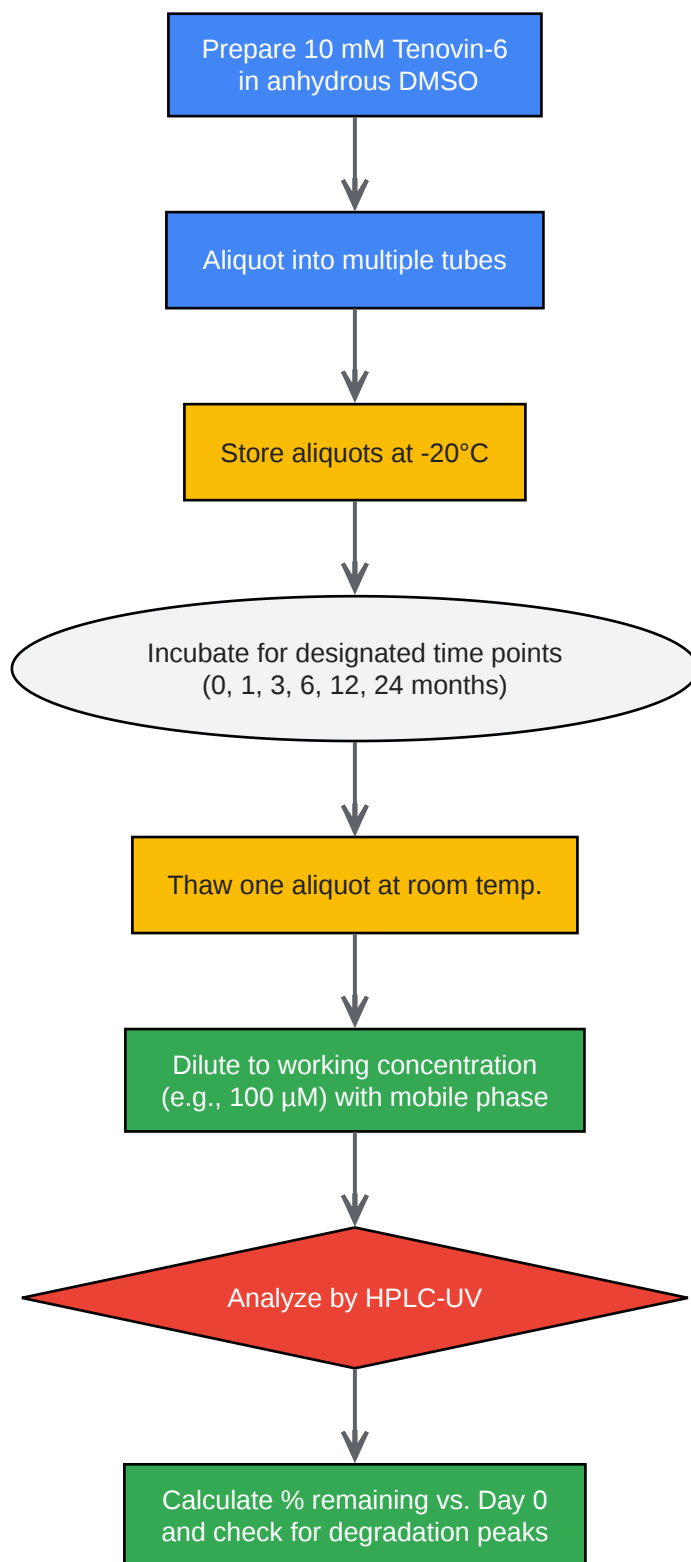 Prepare 10 mM Tenovin-6
in anhydrous DMSO
Aliquot into multiple tubes
Store aliquots at -20°C
Incubate for designated time points
(0, 1, 3, 6, 12, 24 months)
Thaw one aliquot at room temp.
Dilute to working concentration
(e.g., 100 µM) with mobile phase
Analyze by HPLC-UV
Calculate % remaining vs. Day 0
and check for degradation peaks